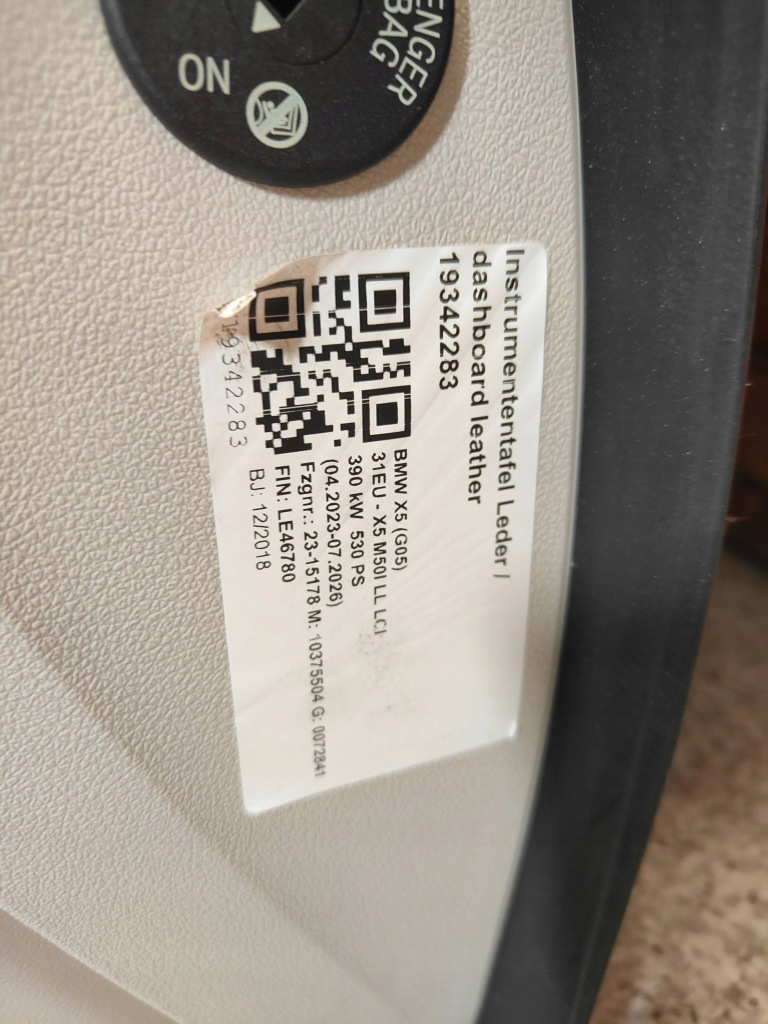 ENGER
BAG
ON
Instrumententafel Leder /
dashboard leather
19342283
BMW X5 (G05)
31EU - X5 M50I LL LCI
390 kW 530 PS
(04.2023-07.2026)
Fzgnr.: 23-15178 M: 10375504 G: 0072841
FIN: LE46780
BJ: 12/2018
19342283